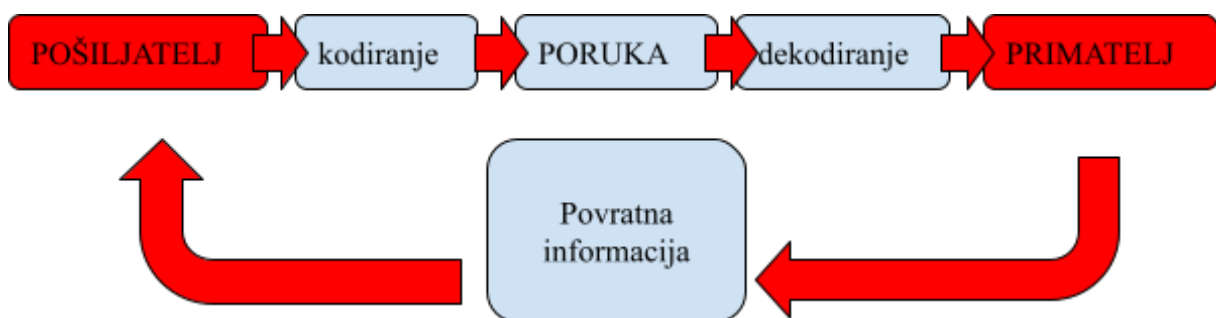 POŠILJATELJ
kodiranje
PORUKA
dekodiranje
PRIMATELJ
Povratna
informacija